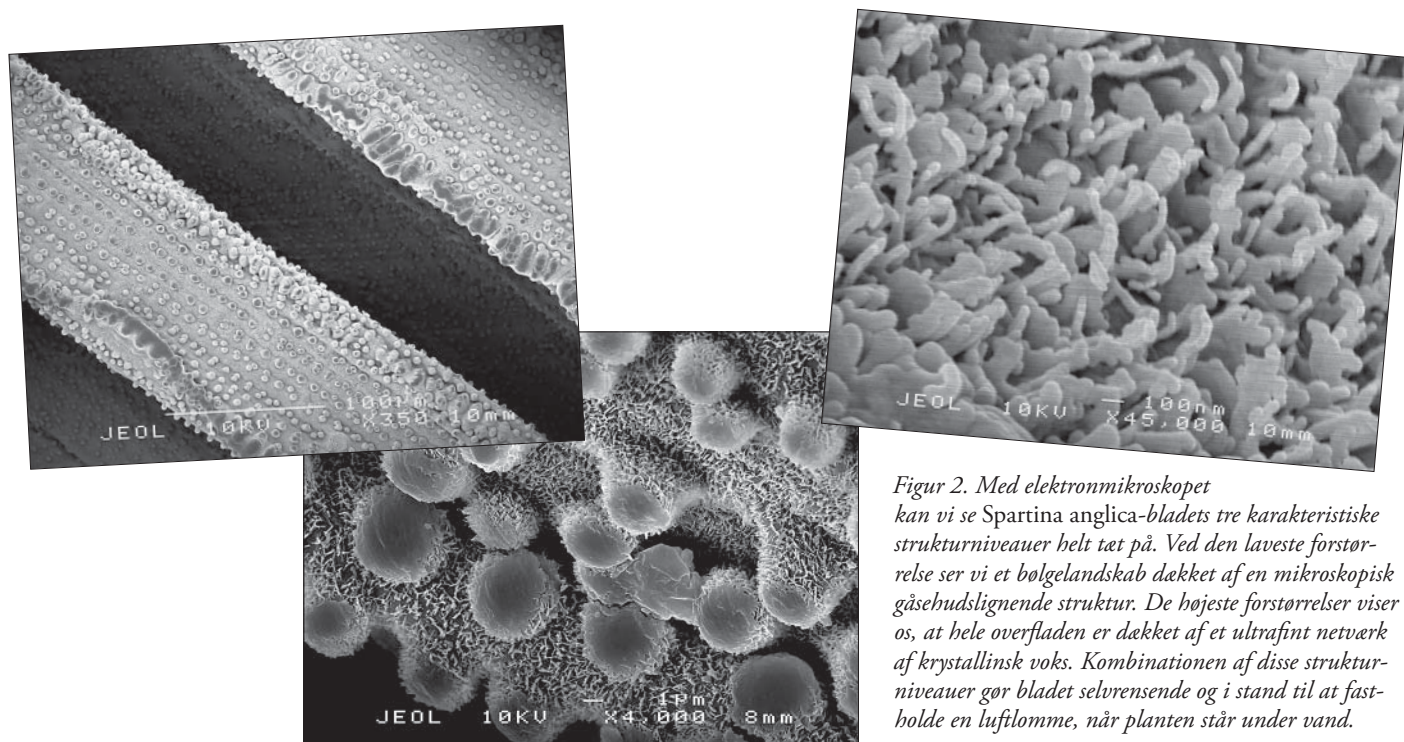 100µm
JEOL 10KV X350 10mm
JEOL 10KV 100nm
X45,000 10mm
1µm
JEOL 10KV X4,000 8mm
Figur 2. Med elektronmikroskopet
kan vi se Spartina anglica-bladets tre karakteristiske
strukturniveauer helt tæt på. Ved den laveste forstør-
relse ser vi et bølgelandskab dækket af en mikroskopisk
gåsehudslignende struktur. De højeste forstørrelser viser
os, at hele overfladen er dækket af et ultrafint netværk
af krystallinsk voks. Kombinationen af disse struktur-
niveauer gør bladet selvrensende og i stand til at fast-
holde en luftlomme, når planten står under vand.